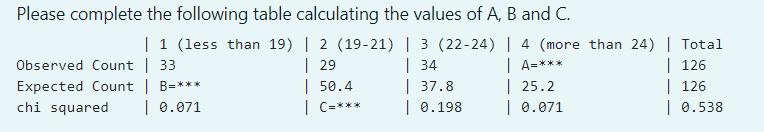 Please complete the following table calculating the values of A, B and C.
| 1 (less than 19) | 2 (19-21) | 3 (22-24) | 4 (more than 24) | Total
Observed Count | 33 | 29 | 34 | A=*** | 126
Expected Count | B=*** | 50.4 | 37.8 | 25.2 | 126
chi squared | 0.071 | C=*** | 0.198 | 0.071 | 0.538